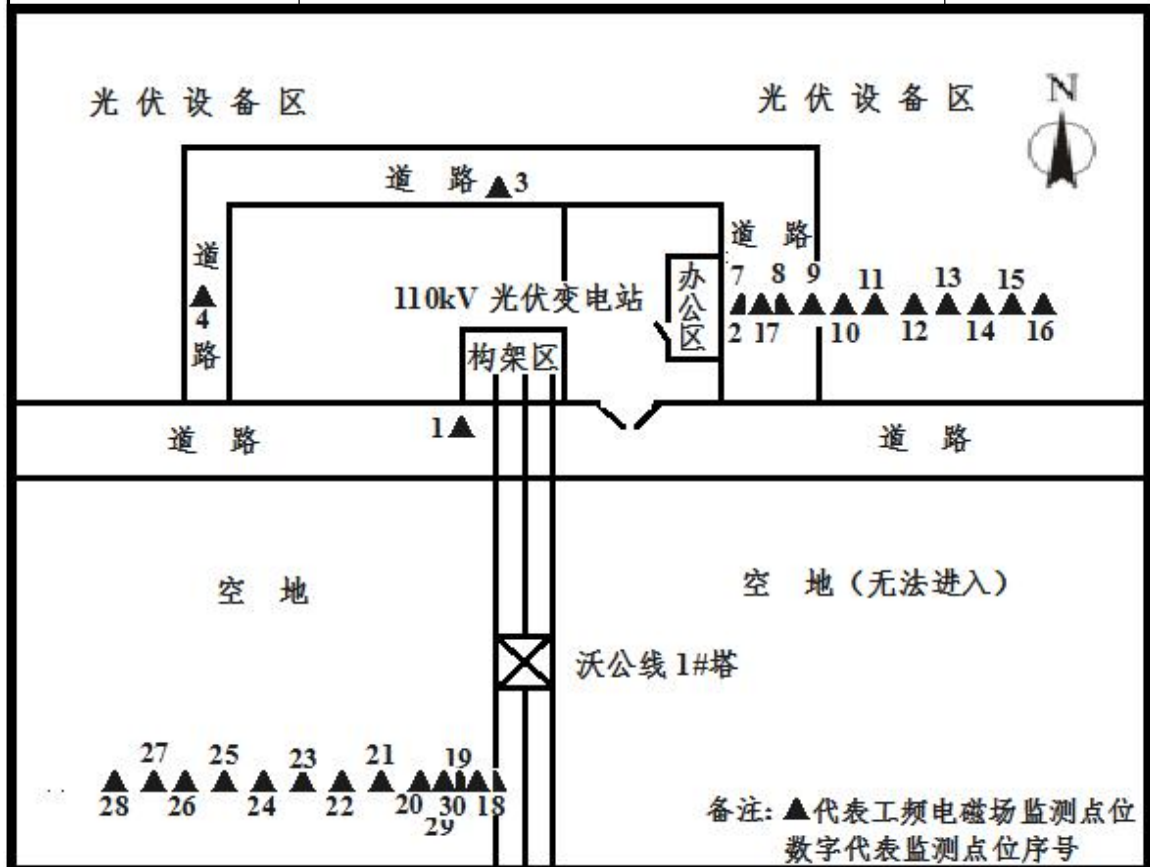 光伏设备区
光伏设备区
N
道 路
3
道 路
道
4
路
110kV 光伏变电站
办公区
7
8
9
11
13
15
2
17
10
12
14
16
构架区
1
道 路
道 路
空 地
空 地（无法进入）
沃公线 1#塔
27
25
23
21
19
28
26
24
22
20
30
18
29
备注: ▲代表工频电磁场监测点位
数字代表监测点位序号